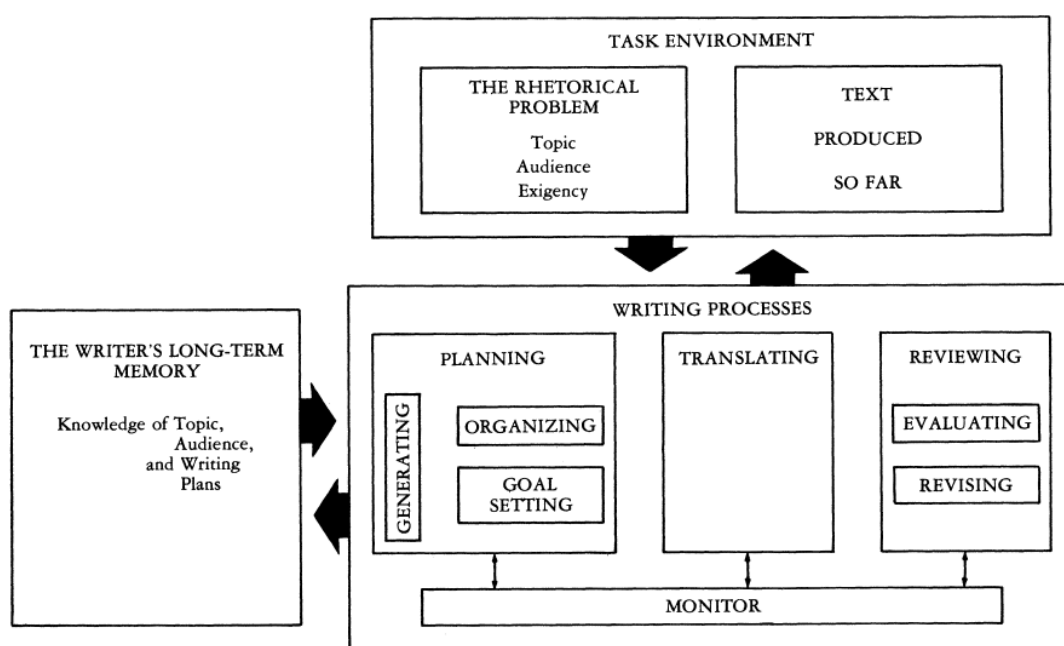 TASK ENVIRONMENT
THE RHETORICAL
PROBLEM
Topic
Audience
Exigency
TEXT
PRODUCED
SO FAR
THE WRITER'S LONG-TERM
MEMORY
Knowledge of Topic,
Audience,
and Writing
Plans
WRITING PROCESSES
PLANNING
GENERATING
ORGANIZING
GOAL
SETTING
TRANSLATING
REVIEWING
EVALUATING
REVISING
MONITOR